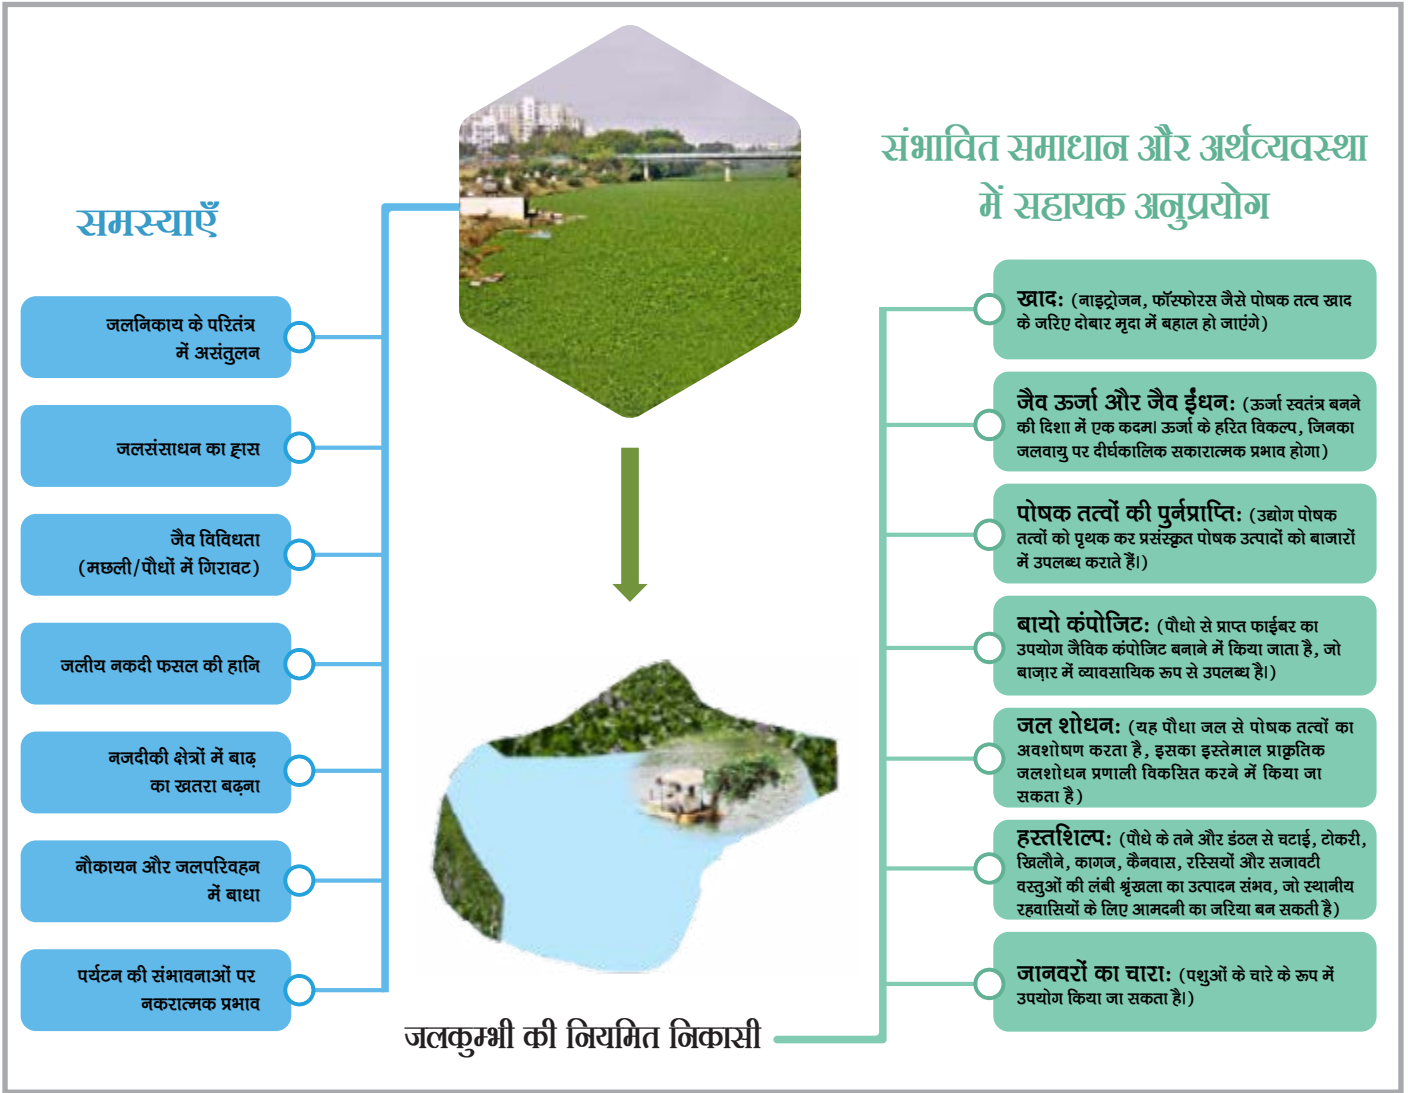 समस्याएँ
जलनिकाय के परितंत्र
में असंतुलन
जलसंसाधन का ह्रास
जैव विविधता
(मछली/पौधों में गिरावट)
जलीय नकदी फसल की हानि
नजदीकी क्षेत्रों में बाढ़
का खतरा बढ़ना
नौकायन और जलपरिवहन
में बाधा
पर्यटन की संभावनाओं पर
नकरात्मक प्रभाव
जलकुम्भी की नियमित निकासी
संभावित समाधान और अर्थव्यवस्था
में सहायक अनुप्रयोग
खाद: (नाइट्रोजन, फॉस्फोरस जैसे पोषक तत्व खाद
के जरिए दोबार मृदा में बहाल हो जाएंगे)
जैव ऊर्जा और जैव ईंधन: (ऊर्जा स्वतंत्र बनने
की दिशा में एक कदम। ऊर्जा के हरित विकल्प, जिनका
जलवायु पर दीर्घकालिक सकारात्मक प्रभाव होगा)
पोषक तत्वों की पुर्नप्राप्ति: (उद्योग पोषक
तत्वों को पृथक कर प्रसंस्कृत पोषक उत्पादों को बाजारों
में उपलब्ध कराते हैं।)
बायो कंपोजिट: (पौधो से प्राप्त फाईबर का
उपयोग जैविक कंपोजिट बनाने में किया जाता है, जो
बाज़ार में व्यावसायिक रूप से उपलब्ध है।)
जल शोधन: (यह पौधा जल से पोषक तत्वों का
अवशोषण करता है, इसका इस्तेमाल प्राकृतिक
जलशोधन प्रणाली विकसित करने में किया जा
सकता है)
हस्तशिल्प: (पौधे के तने और डंठल से चटाई, टोकरी,
खिलौने, कागज, कैनवास, रस्सियों और सजावटी
वस्तुओं की लंबी श्रृंखला का उत्पादन संभव, जो स्थानीय
रहवासियों के लिए आमदनी का जरिया बन सकती है)
जानवरों का चारा: (पशुओं के चारे के रूप में
उपयोग किया जा सकता है।)